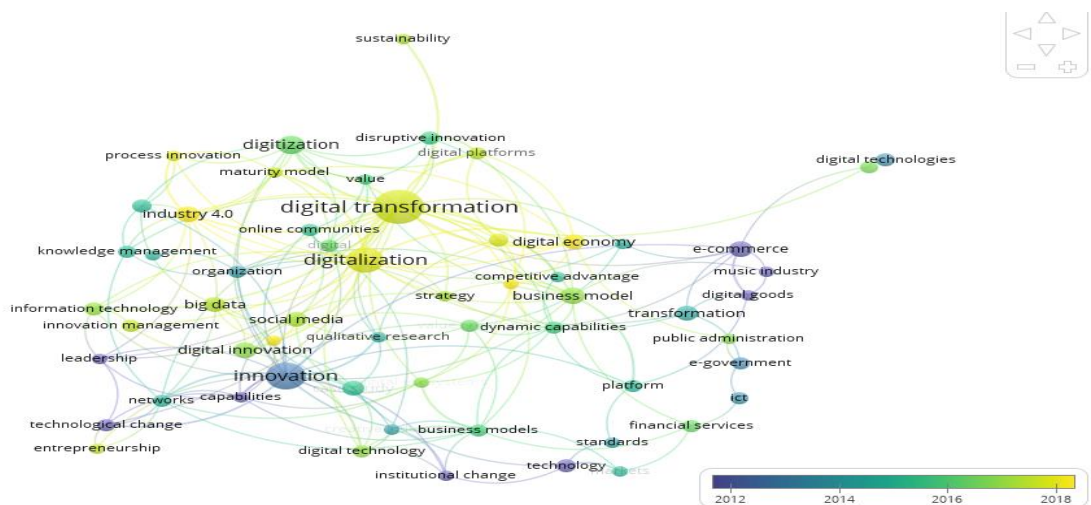 sustainability
disruptive innovation
digitization
digital platforms
process innovation
digital technologies
maturity model
value
digital transformation
industry 4.0
online communities
digital
digital economy
knowledge management
e-commerce
digitalization
organization
music industry
competitive advantage
strategy
business model
digital goods
big data
information technology
transformation
social media
innovation management
dynamic capabilities
qualitative research
public administration
digital innovation
leadership
e-government
innovation
platform
capabilities
networks
ict
technological change
financial services
business models
standards
entrepreneurship
digital technology
technology
markets
institutional change
2012 2014 2016 2018